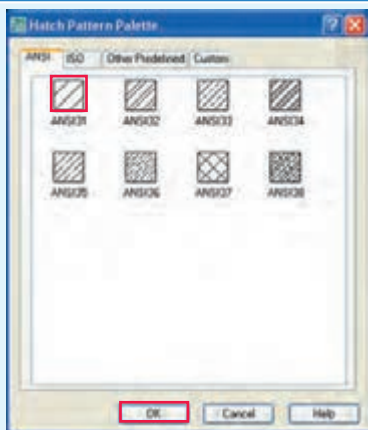 Hatch Pattern Palette
ANSI ISO Other Predefined Custom
ANSI31 ANSI32 ANSI33 ANSI34
ANSI35 ANSI36 ANSI37 ANSI38
OK Cancel Help